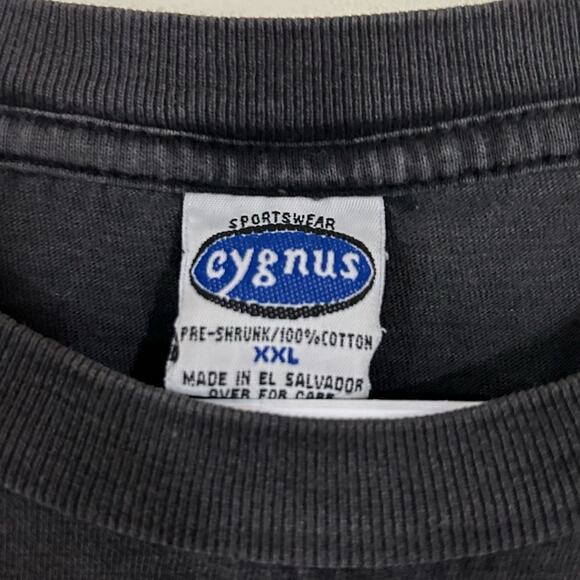 SPORTSWEAR
cygnus
PRE-SHRUNK/100%COTTON
XXL
MADE IN EL SALVADOR
OVER FOR CARE